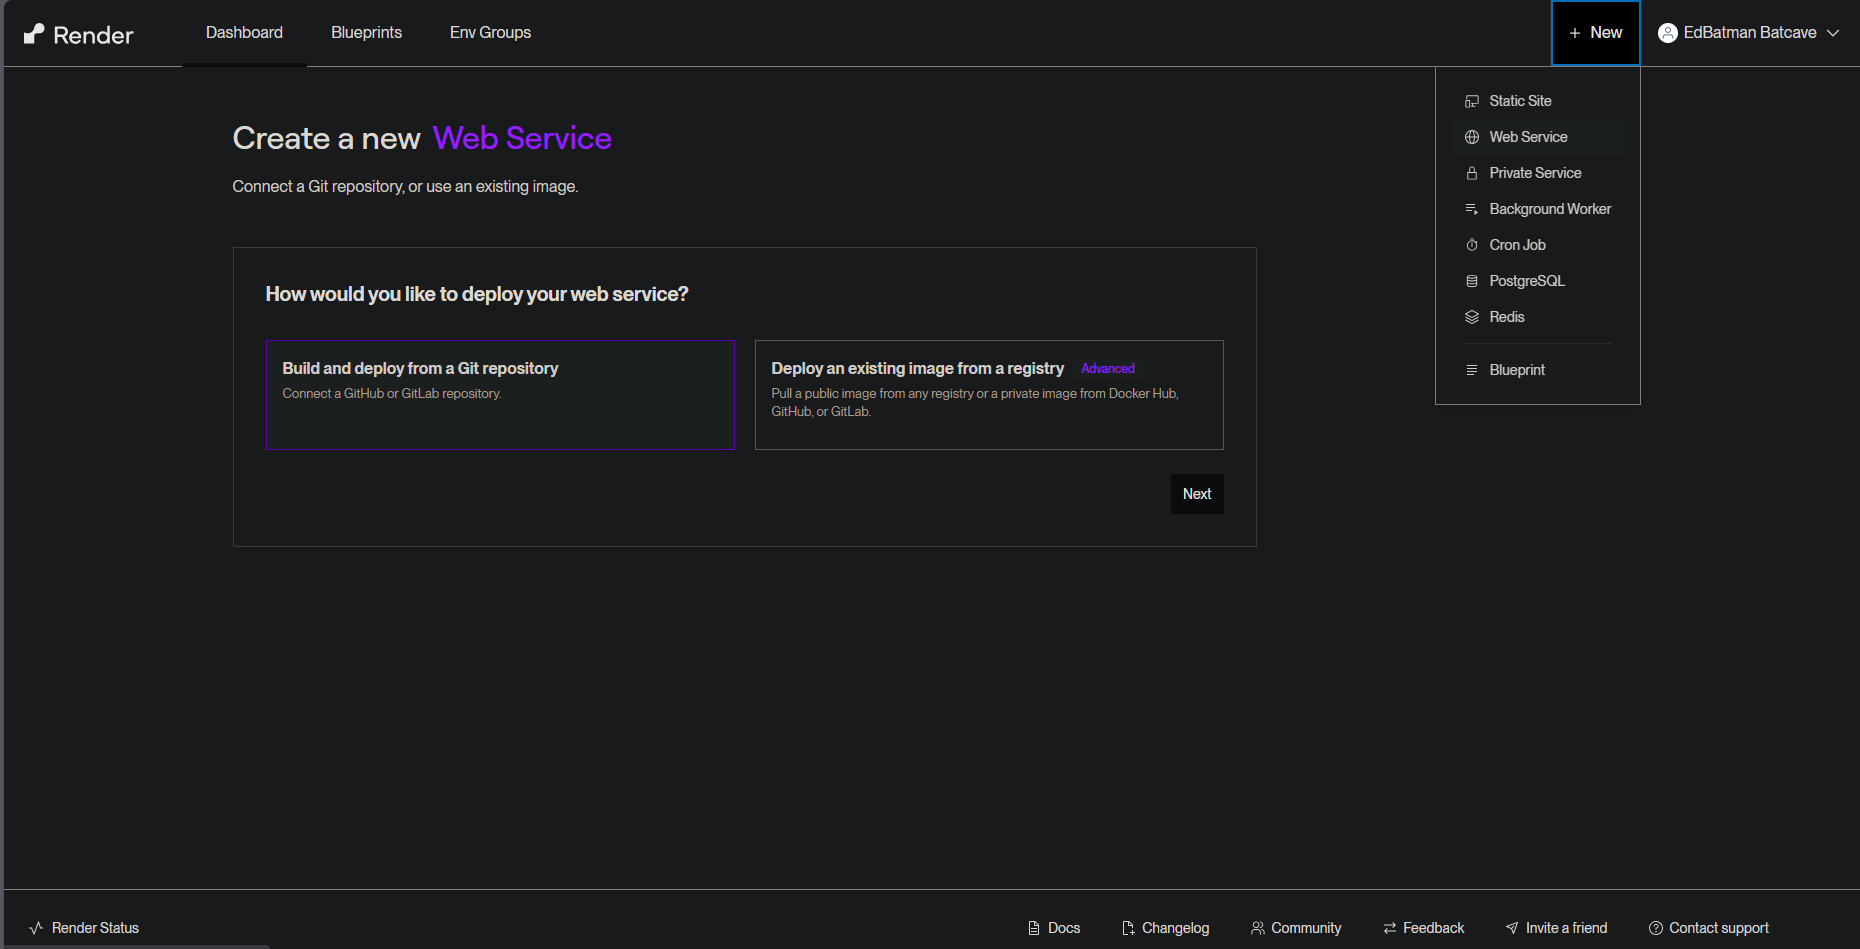 Render
Dashboard
Blueprints
Env Groups
+ New
EdBatman Batcave
Static Site
Web Service
Private Service
Background Worker
Cron Job
PostgreSQL
Redis
Blueprint
Create a new Web Service
Connect a Git repository, or use an existing image.
How would you like to deploy your web service?
Build and deploy from a Git repository
Connect a GitHub or GitLab repository.
Deploy an existing image from a registry Advanced
Pull a public image from any registry or a private image from Docker Hub,
GitHub, or GitLab.
Next
Render Status
Docs
Changelog
Community
Feedback
Invite a friend
Contact support